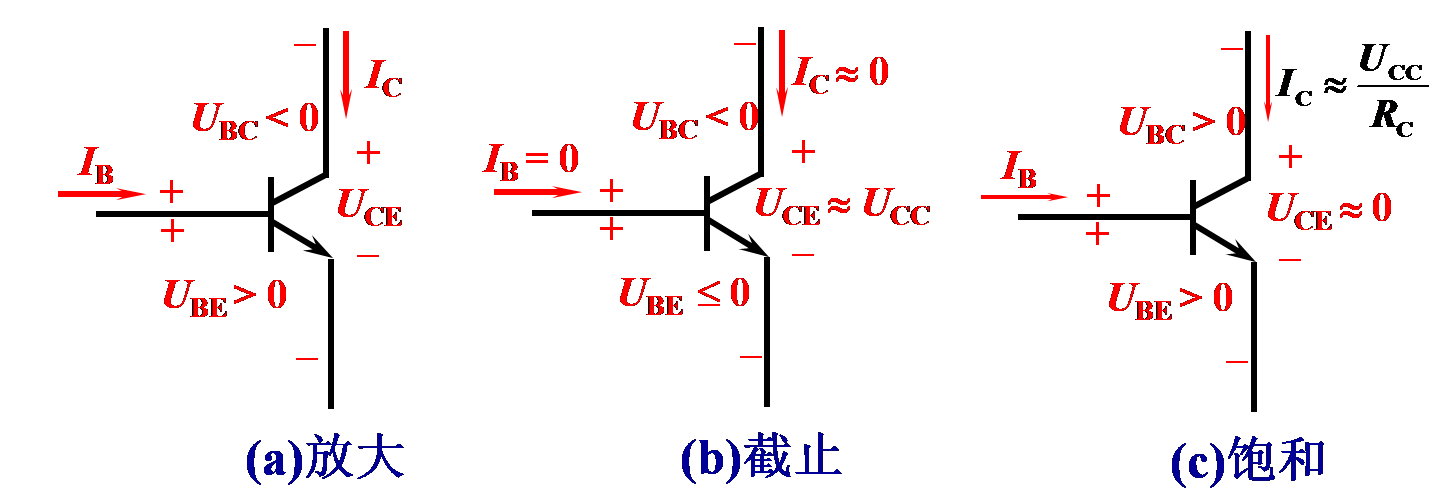 −
I_C
U_BC < 0
I_B
+
+
+
U_CE
−
U_BE > 0
−
(a)放大
−
I_C ≈ 0
U_BC < 0
I_B = 0
+
+
+
U_CE ≈ U_CC
−
U_BE ≤ 0
−
(b)截止
−
I_C ≈ U_CC / R_C
U_BC > 0
I_B
+
+
+
U_CE ≈ 0
−
U_BE > 0
−
(c)饱和